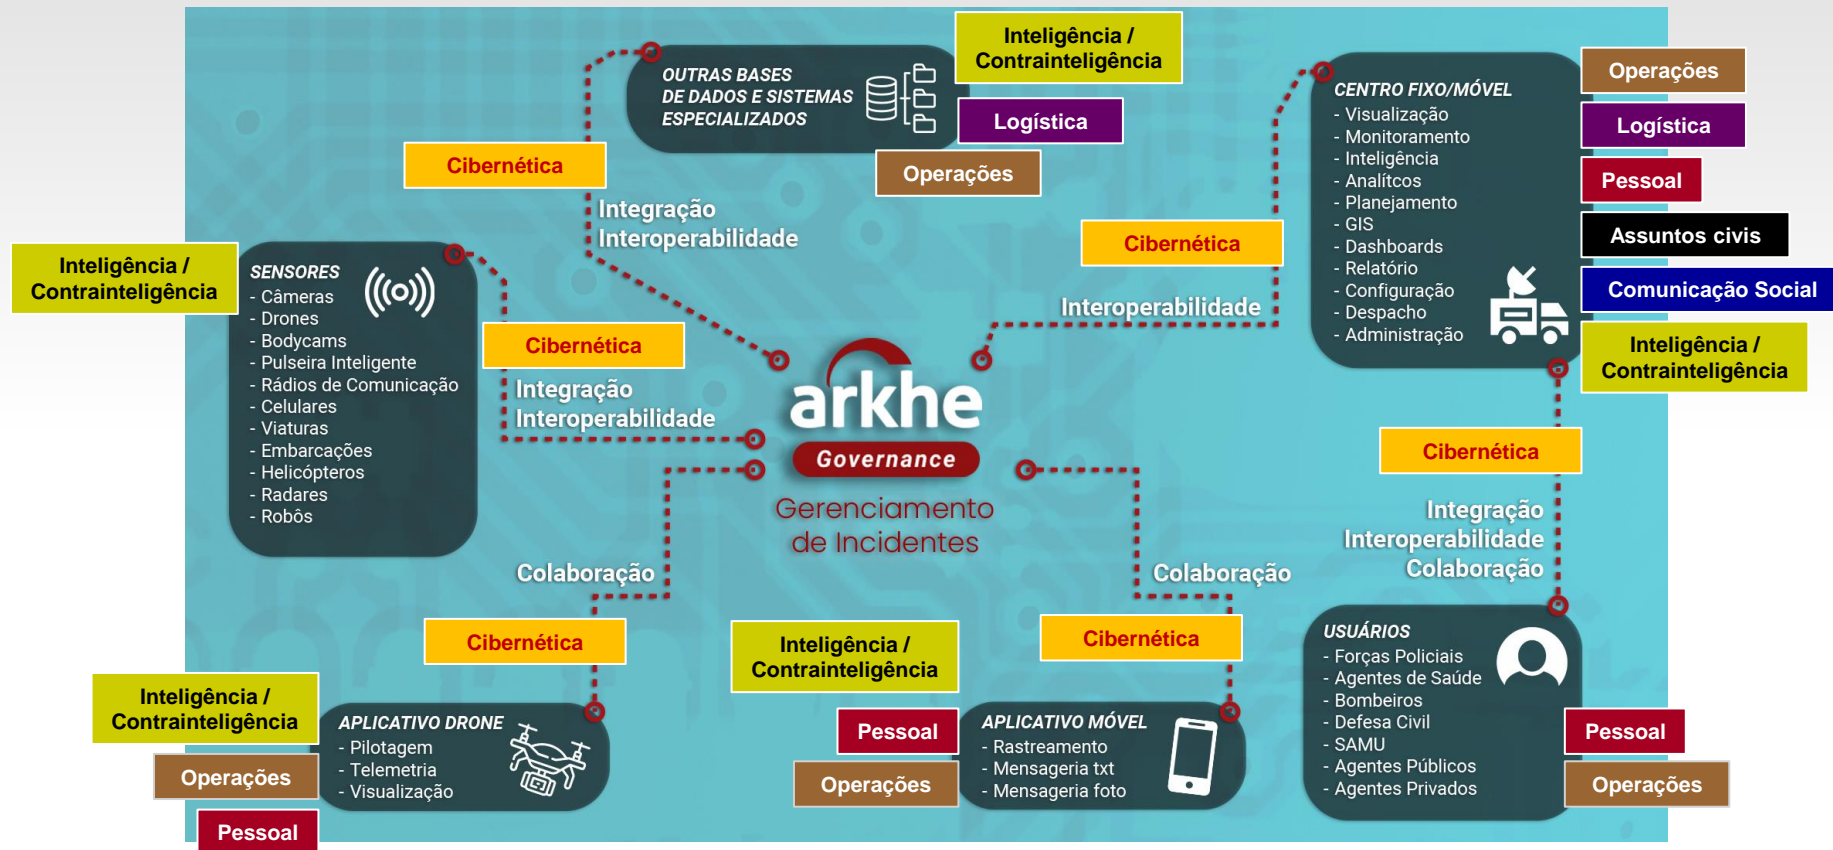 OUTRAS BASES
DE DADOS E SISTEMAS
ESPECIALIZADOS
Inteligência /
Contrainteligência
Logística
Operações
Cibernética
Integração
Interoperabilidade
Inteligência /
Contrainteligência
SENSORES
- Câmeras
- Drones
- Bodycams
- Pulseira Inteligente
- Rádios de Comunicação
- Celulares
- Viaturas
- Embarcações
- Helicópteros
- Radares
- Robôs
Cibernética
Integração
Interoperabilidade
arkhe
Governance
Gerenciamento
de Incidentes
Cibernética
Interoperabilidade
CENTRO FIXO/MÓVEL
- Visualização
- Monitoramento
- Inteligência
- Analítcos
- Planejamento
- GIS
- Dashboards
- Relatório
- Configuração
- Despacho
- Administração
Operações
Logística
Pessoal
Assuntos civis
Comunicação Social
Inteligência /
Contrainteligência
Cibernética
Integração
Interoperabilidade
Colaboração
Colaboração
Cibernética
Inteligência /
Contrainteligência
Operações
Pessoal
APLICATIVO DRONE
- Pilotagem
- Telemetria
- Visualização
Colaboração
Cibernética
Inteligência /
Contrainteligência
Pessoal
Operações
APLICATIVO MÓVEL
- Rastreamento
- Mensageria txt
- Mensageria foto
USUÁRIOS
- Forças Policiais
- Agentes de Saúde
- Bombeiros
- Defesa Civil
- SAMU
- Agentes Públicos
- Agentes Privados
Pessoal
Operações